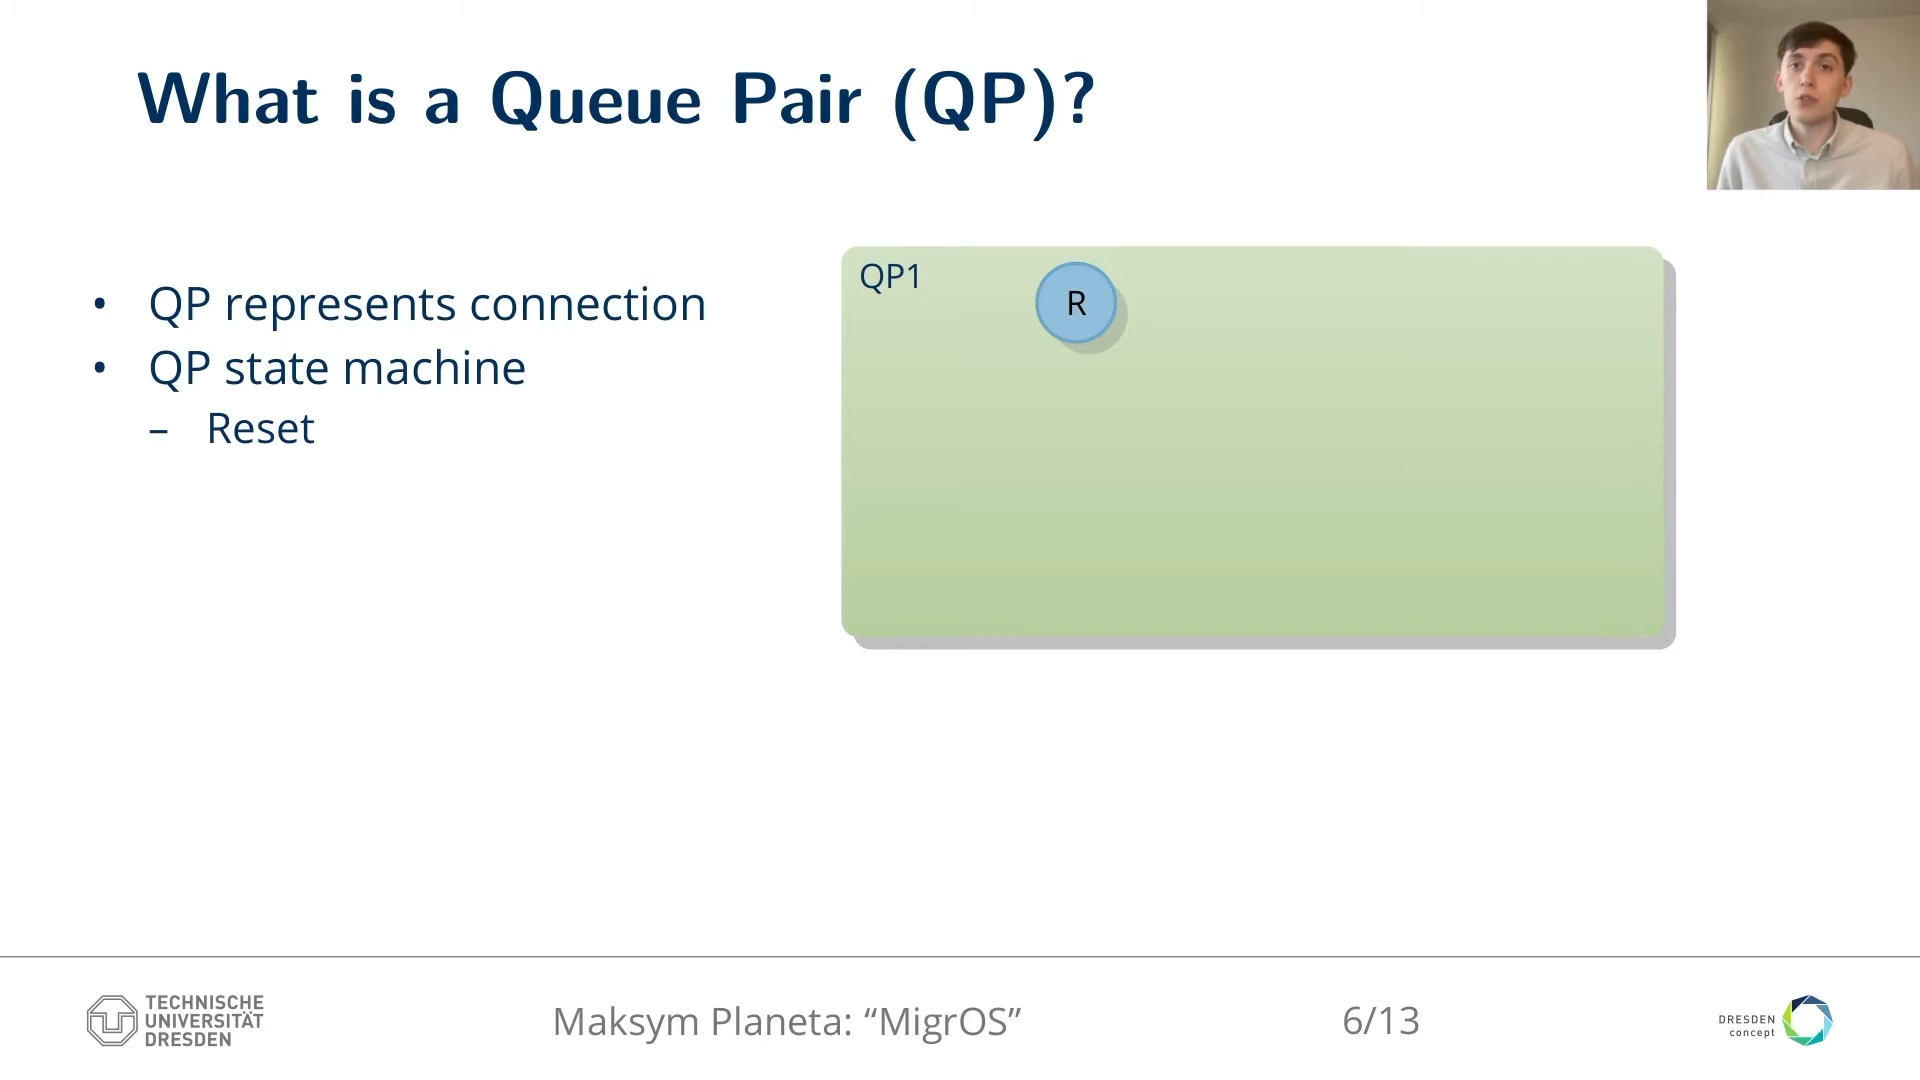 What is a Queue Pair (QP)?
• QP represents connection
• QP state machine
– Reset
QP1
R
TECHNISCHE
UNIVERSITÄT
DRESDEN
Maksym Planeta: “MigrOS”
6/13
DRESDEN
concept